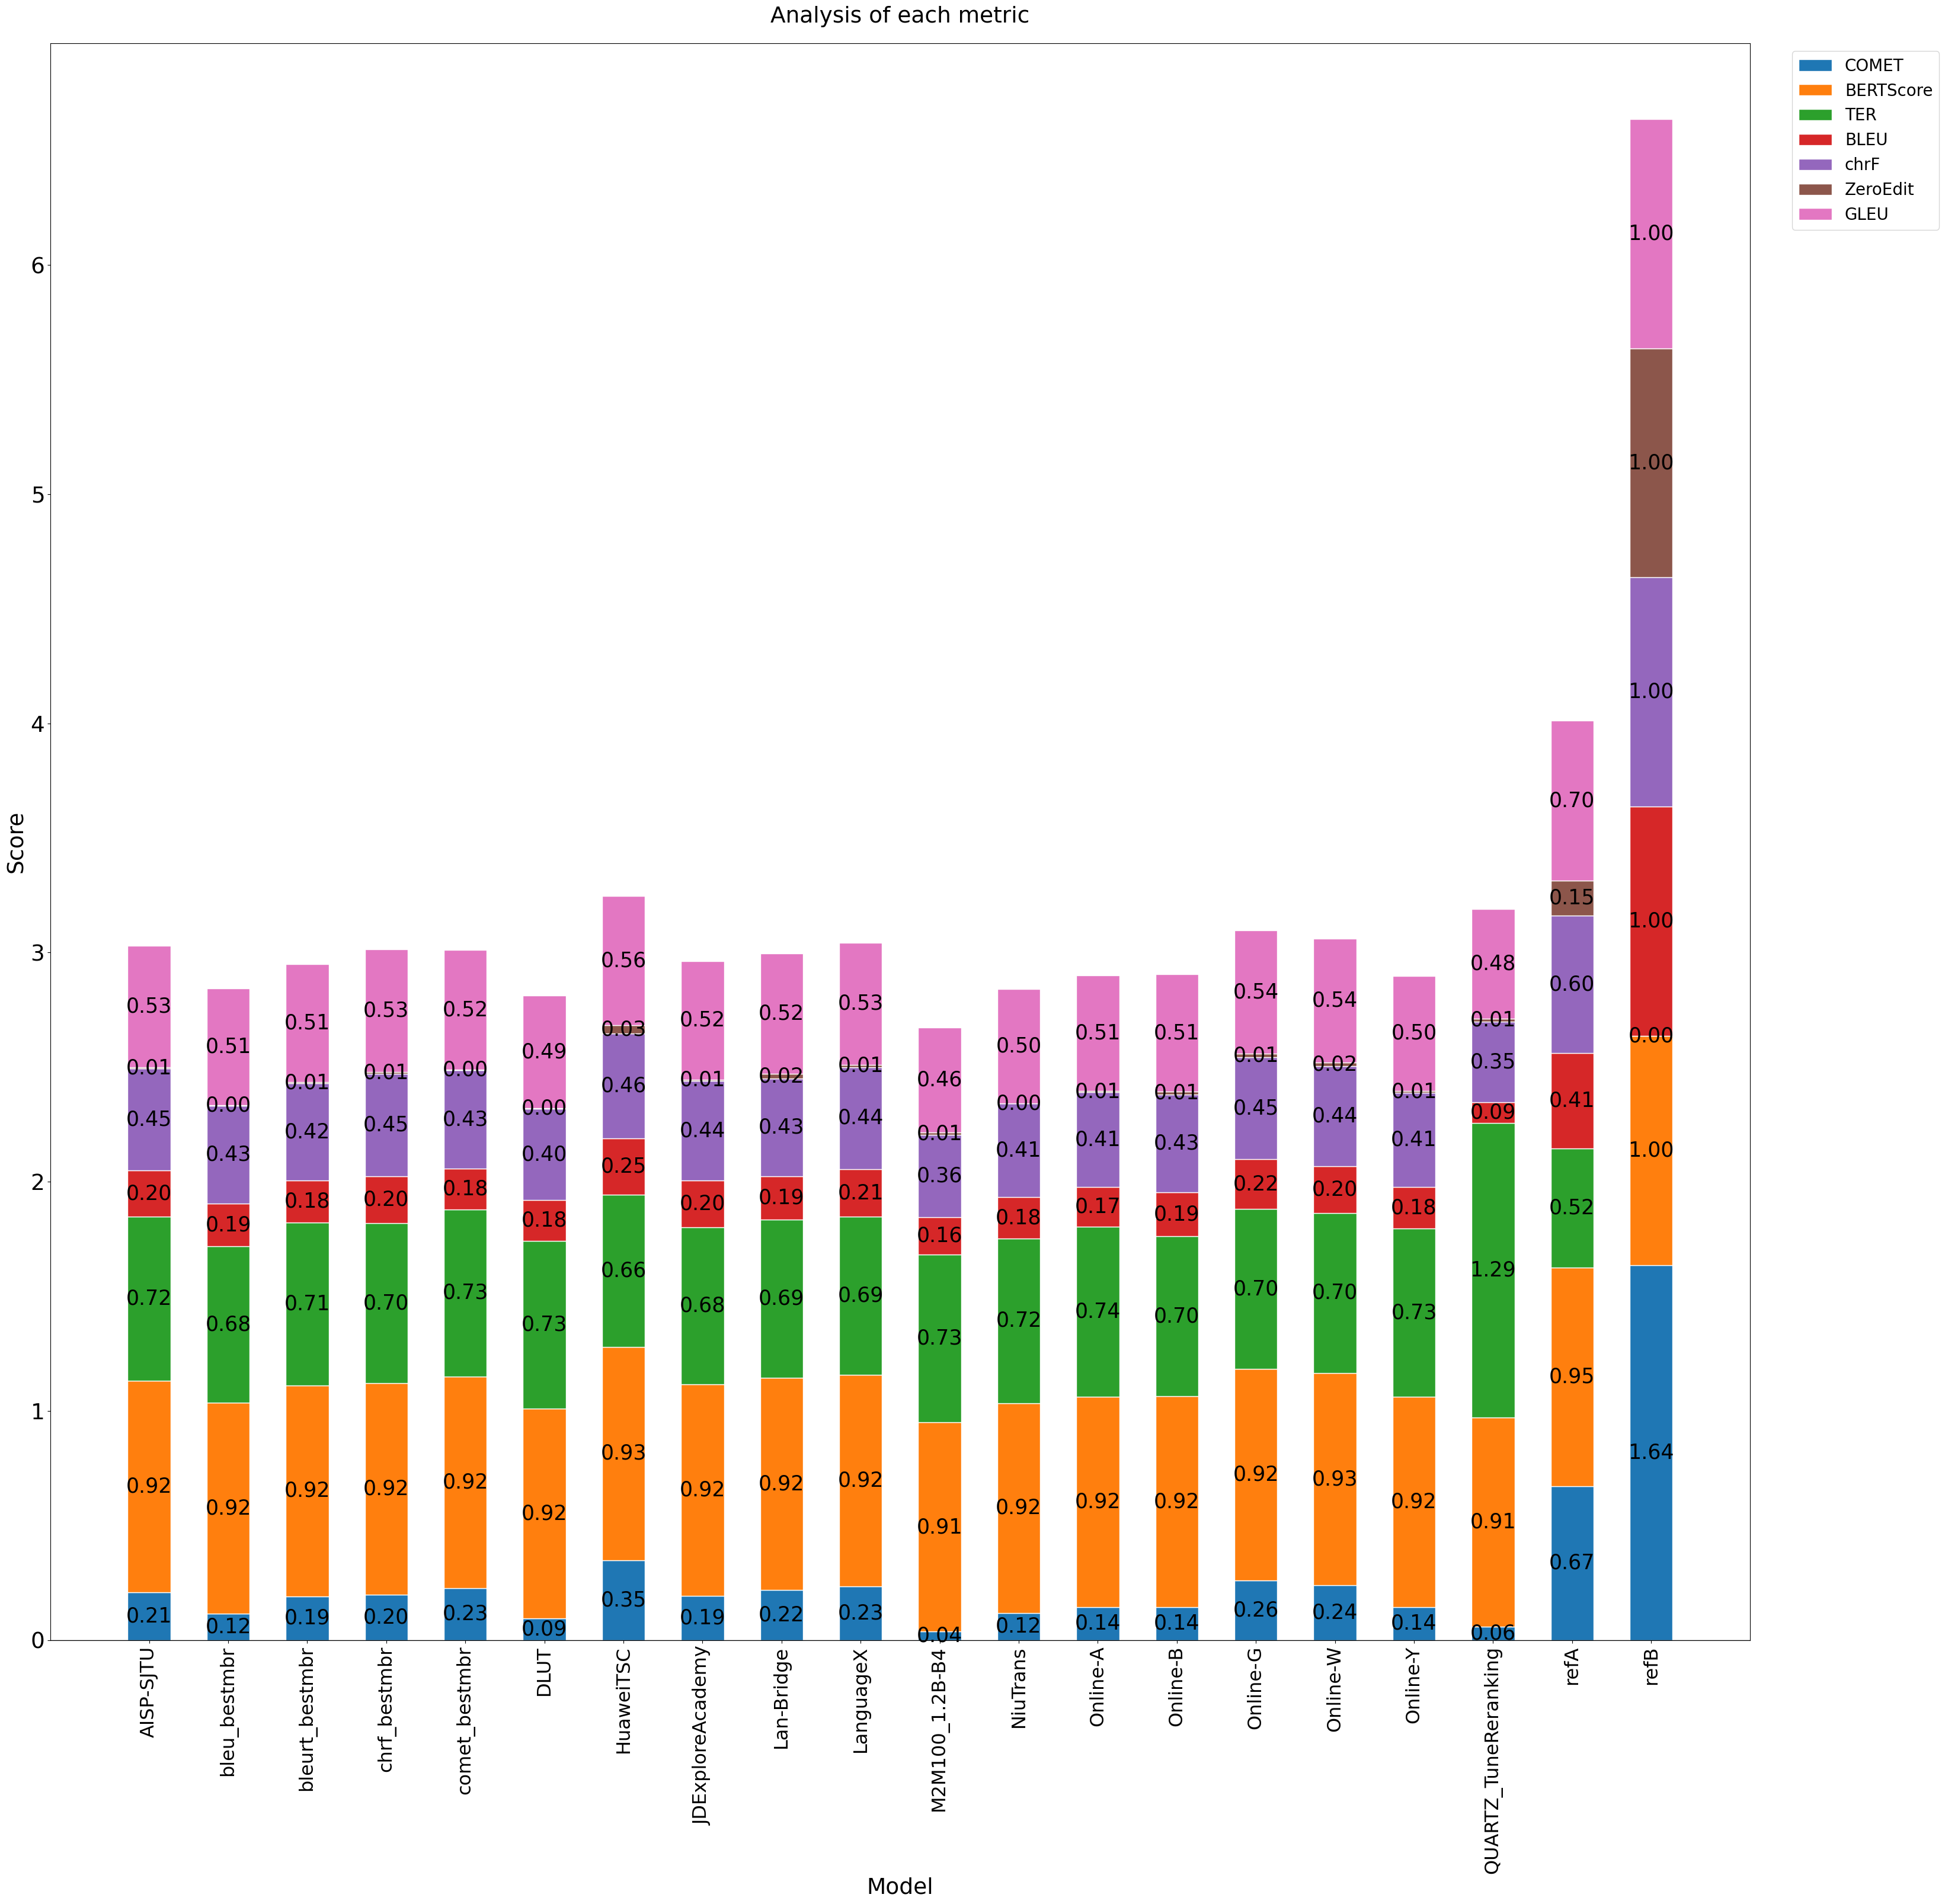 Analysis of each metric
COMET
BERTScore
TER
BLEU
chrF
ZeroEdit
GLEU
Score
6
5
4
3
2
1
0
0.53 0.01 0.45 0.20 0.72 0.92 0.21
0.51 0.00 0.43 0.19 0.68 0.92 0.12
0.51 0.01 0.42 0.18 0.71 0.92 0.19
0.53 0.01 0.45 0.20 0.70 0.92 0.20
0.52 0.00 0.43 0.18 0.73 0.92 0.23
0.49 0.00 0.40 0.18 0.73 0.92 0.09
0.56 0.03 0.46 0.25 0.66 0.93 0.35
0.52 0.01 0.44 0.20 0.68 0.92 0.19
0.52 0.02 0.43 0.19 0.69 0.92 0.22
0.53 0.01 0.44 0.21 0.69 0.92 0.23
0.46 0.01 0.36 0.16 0.73 0.91 0.04
0.50 0.00 0.41 0.18 0.72 0.92 0.12
0.51 0.01 0.41 0.17 0.74 0.92 0.14
0.51 0.01 0.43 0.19 0.70 0.92 0.14
0.54 0.01 0.45 0.22 0.70 0.92 0.26
0.54 0.02 0.44 0.20 0.70 0.93 0.24
0.50 0.01 0.41 0.18 0.73 0.92 0.14
0.48 0.01 0.35 0.09 1.29 0.91 0.06
0.70 0.15 0.60 0.41 0.52 0.95 0.67
1.00 1.00 1.00 1.00 0.00 1.00 1.64
AISP-SJTU
bleu_bestmbr
bleurt_bestmbr
chrf_bestmbr
comet_bestmbr
DLUT
HuaweiTSC
JDExploreAcademy
Lan-Bridge
LanguageX
M2M100_1.2B-B4
NiuTrans
Online-A
Online-B
Online-G
Online-W
Online-Y
QUARTZ_TuneReranking
refA
refB
Model